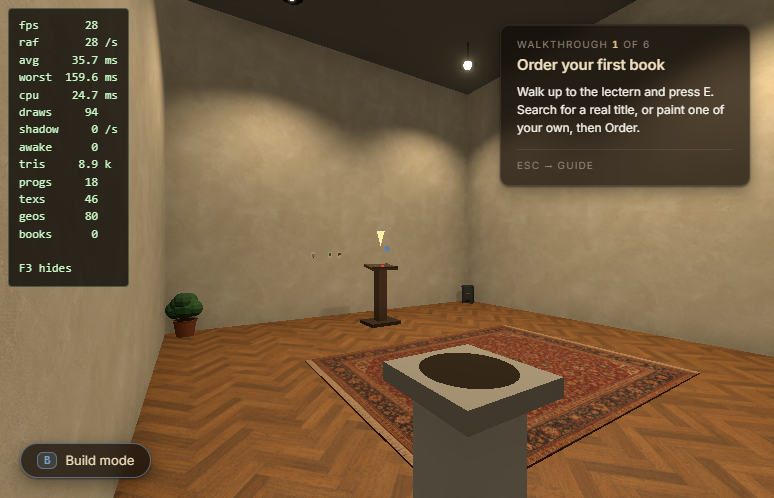 fps 28
raf 28 /s
avg 35.7 ms
worst 159.6 ms
cpu 24.7 ms
draws 94
shadow 0 /s
awake 0
tris 8.9 k
progs 18
texs 46
geos 80
books 0
F3 hides
WALKTHROUGH 1 OF 6
Order your first book
Walk up to the lectern and press E.
Search for a real title, or paint one of
your own, then Order.
ESC → GUIDE
B Build mode